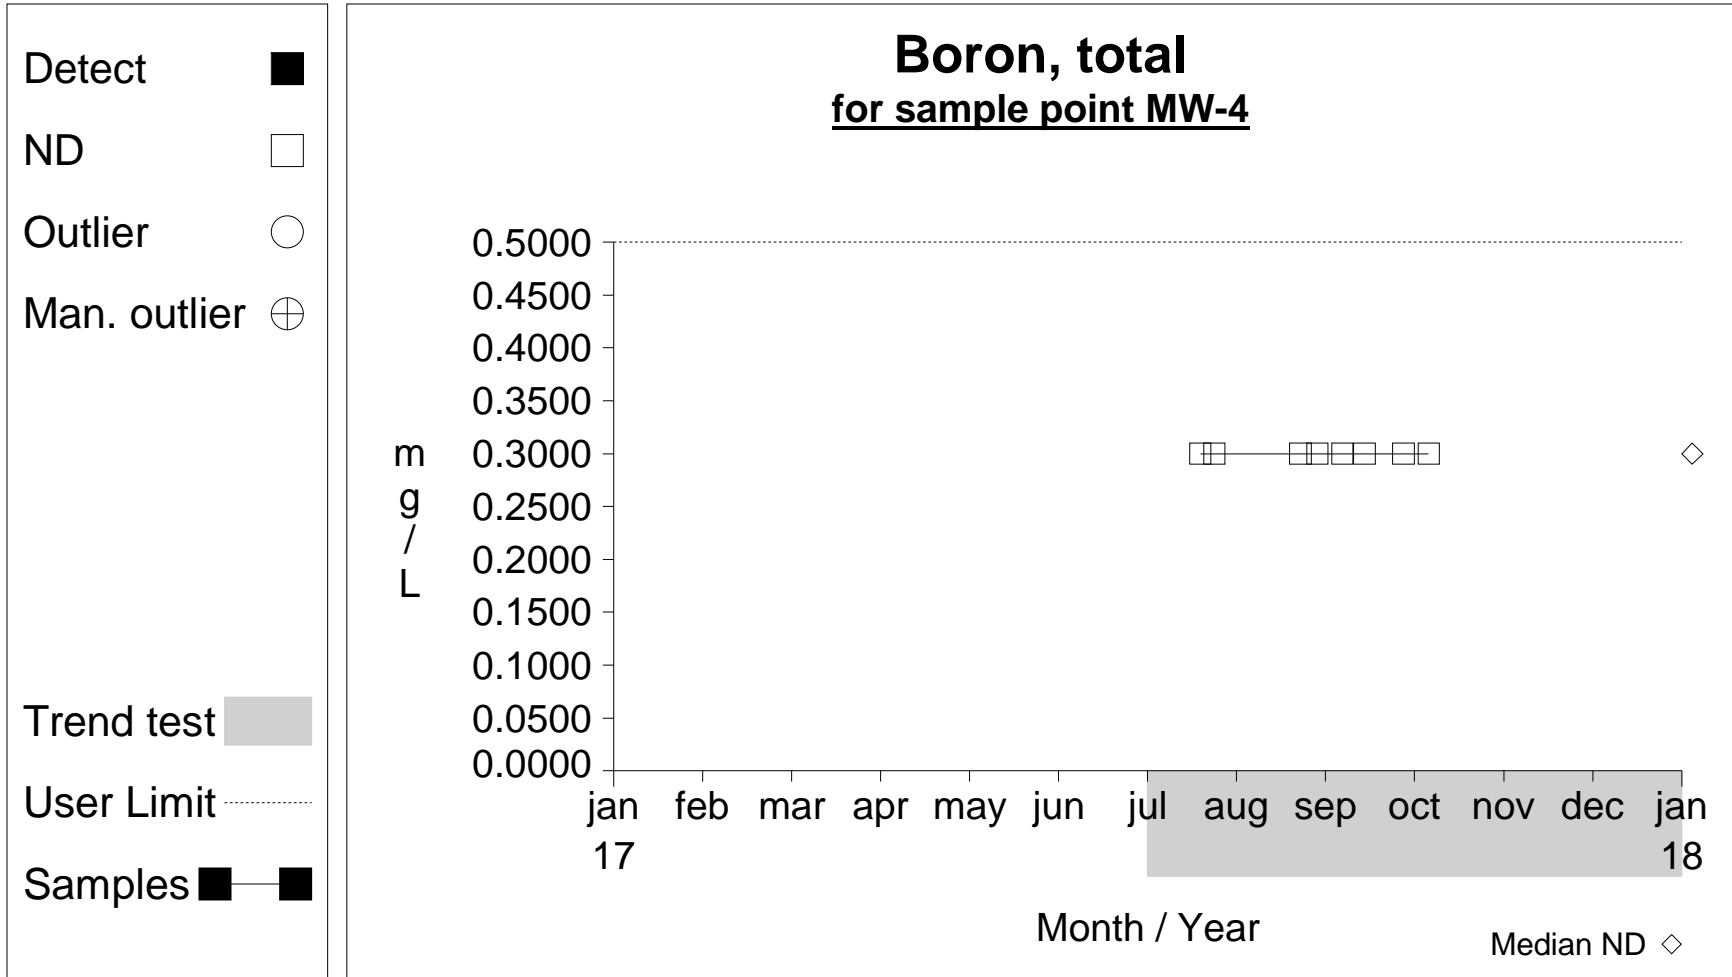 Detect
ND
Outlier
Man. outlier
Trend test
User Limit
Samples
Boron, total
for sample point MW-4
0.5000
0.4500
0.4000
0.3500
0.3000
0.2500
0.2000
0.1500
0.1000
0.0500
0.0000
m
g
/
L
jan feb mar apr may jun jul aug sep oct nov dec jan
17 18
Month / Year
Median ND